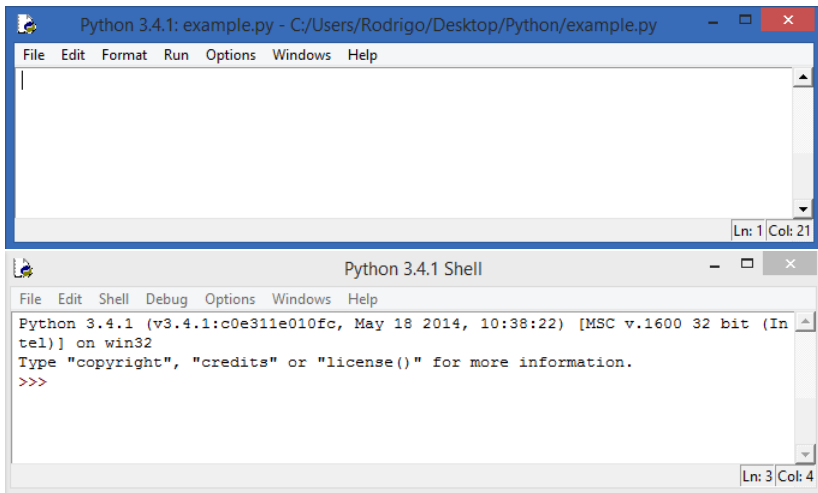 Python 3.4.1: example.py - C:/Users/Rodrigo/Desktop/Python/example.py
File Edit Format Run Options Windows Help
Ln: 1 Col: 21
Python 3.4.1 Shell
File Edit Shell Debug Options Windows Help
Python 3.4.1 (v3.4.1:c0e311e010fc, May 18 2014, 10:38:22) [MSC v.1600 32 bit (In
tel)] on win32
Type "copyright", "credits" or "license()" for more information.
>>>
Ln: 3 Col: 4